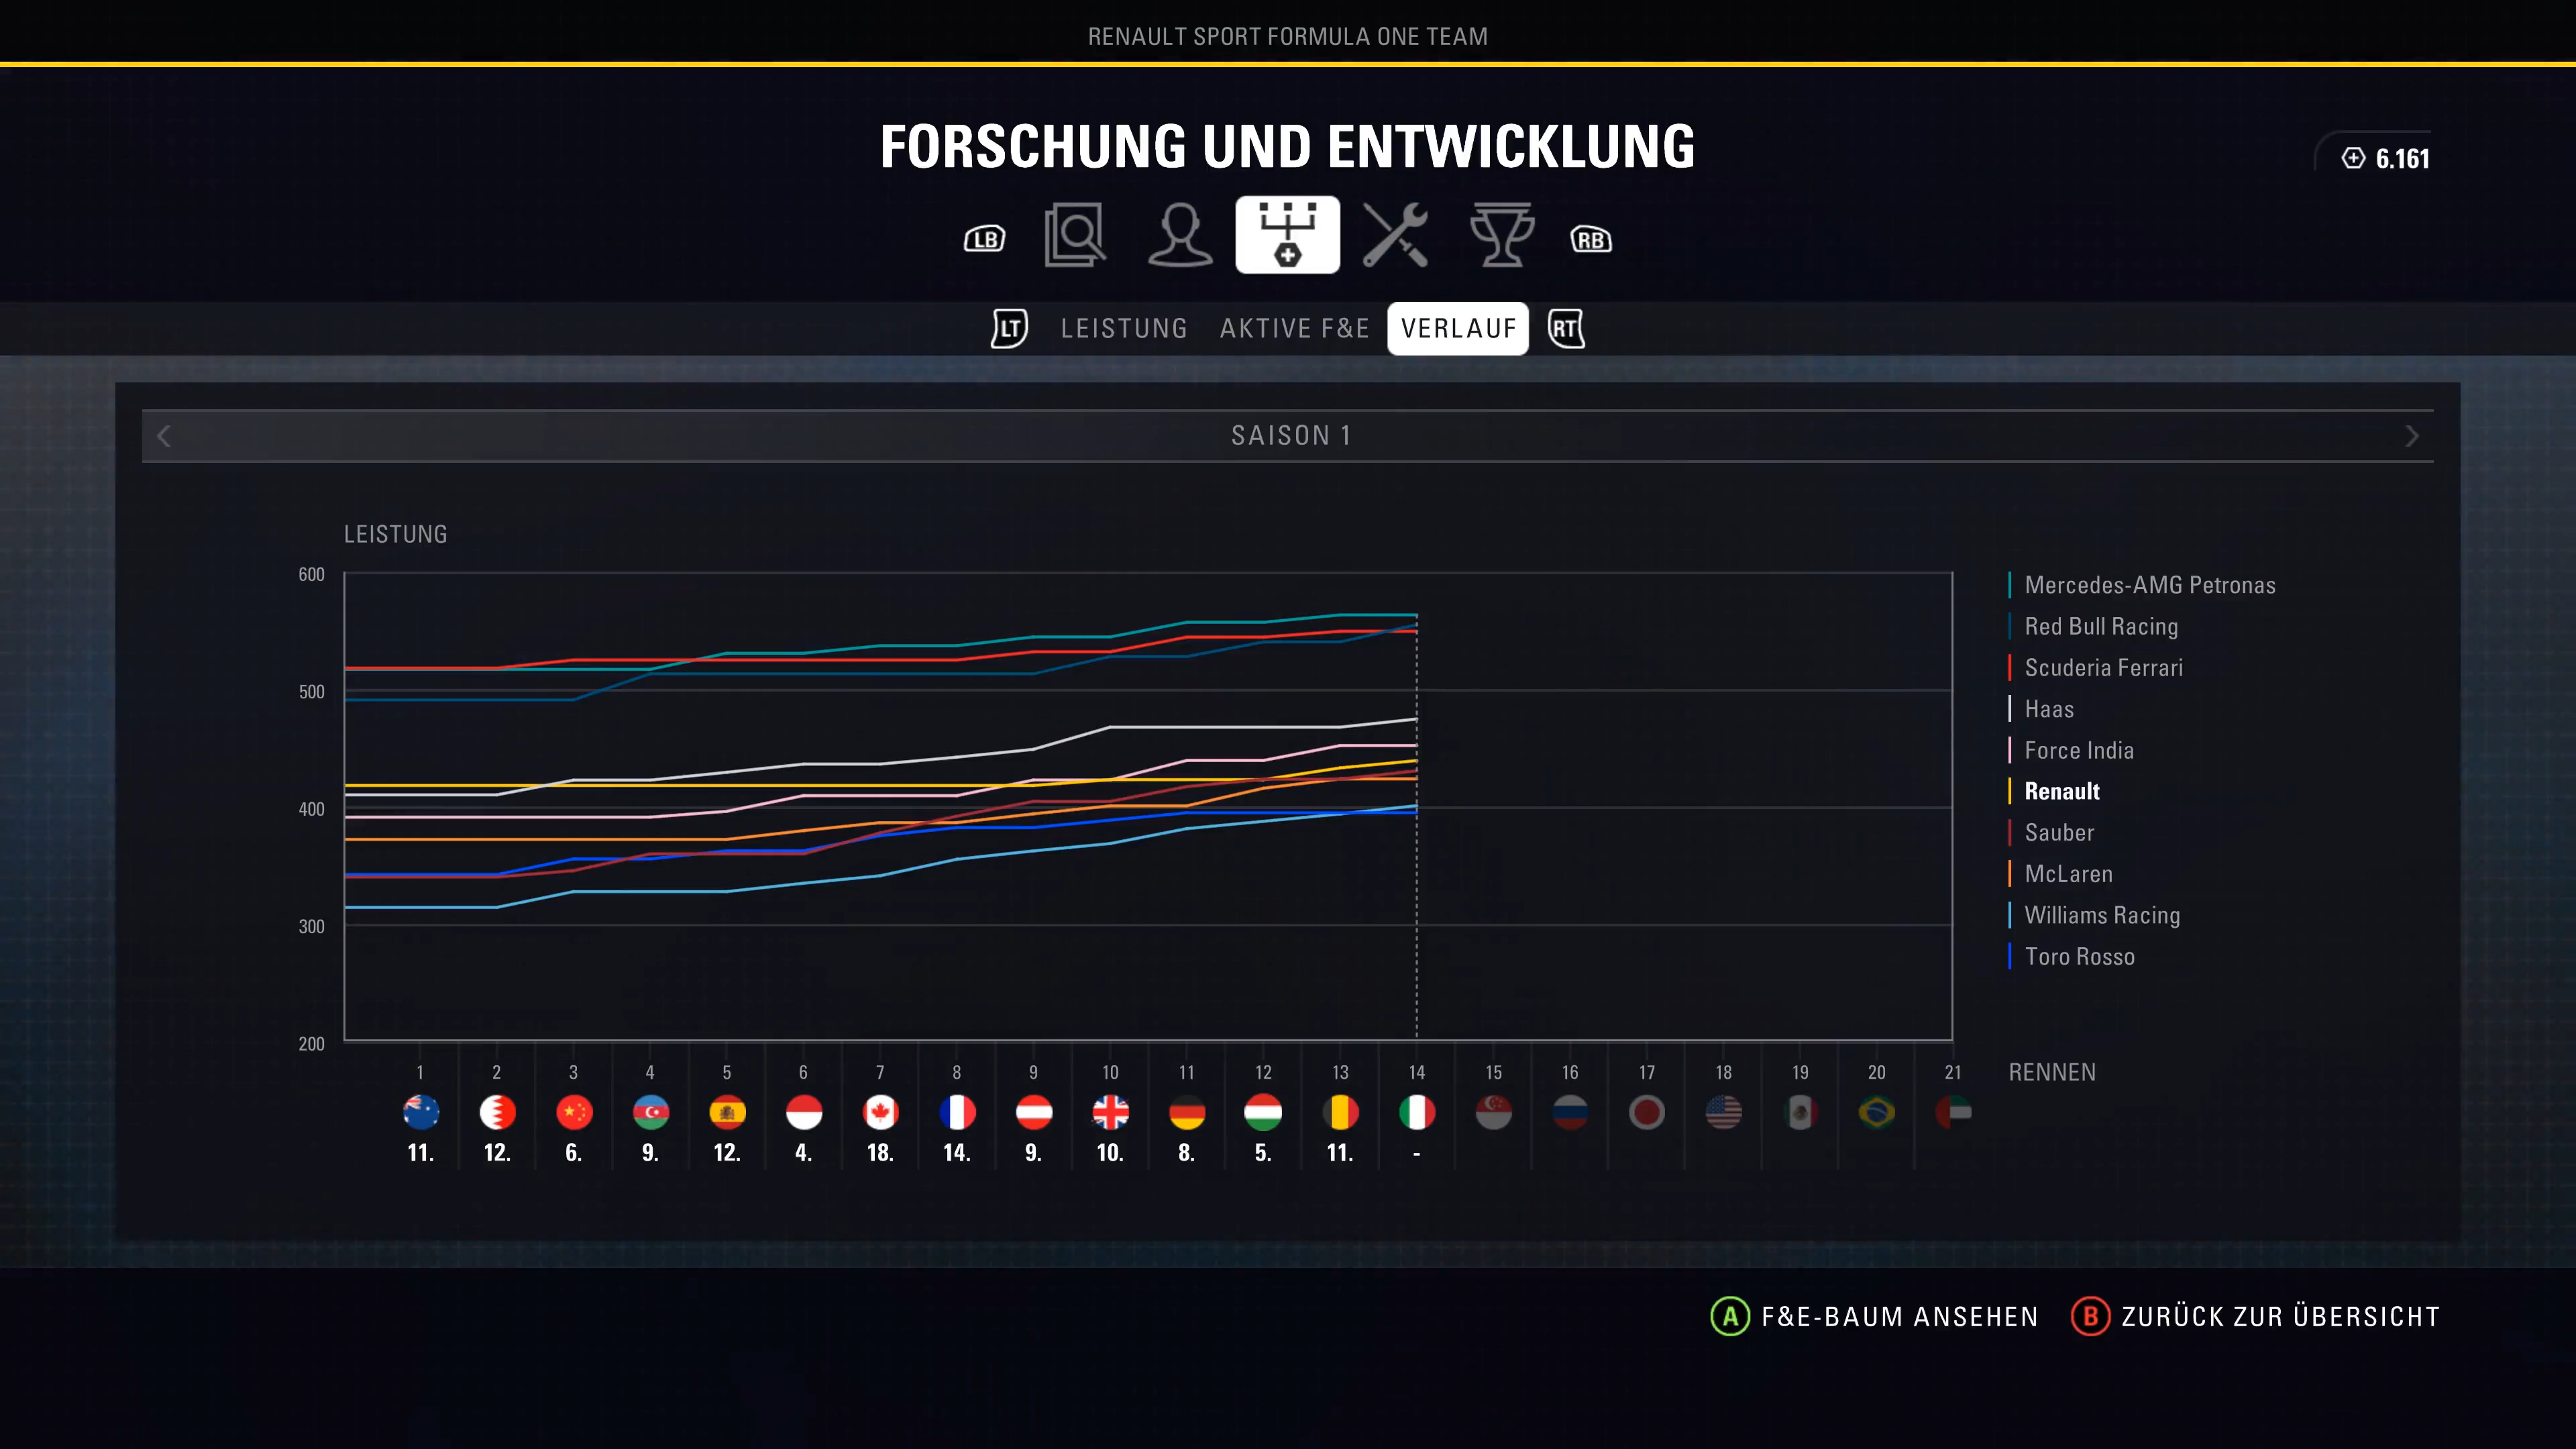 RENAULT SPORT FORMULA ONE TEAM
FORSCHUNG UND ENTWICKLUNG
6.161
LB
RB
LT LEISTUNG AKTIVE F&E VERLAUF RT
SAISON 1
LEISTUNG
600
500
400
300
200
Mercedes-AMG Petronas
Red Bull Racing
Scuderia Ferrari
Haas
Force India
Renault
Sauber
McLaren
Williams Racing
Toro Rosso
1 2 3 4 5 6 7 8 9 10 11 12 13 14 15 16 17 18 19 20 21 RENNEN
11. 12. 6. 9. 12. 4. 18. 14. 9. 10. 8. 5. 11. -
A F&E-BAUM ANSEHEN B ZURÜCK ZUR ÜBERSICHT